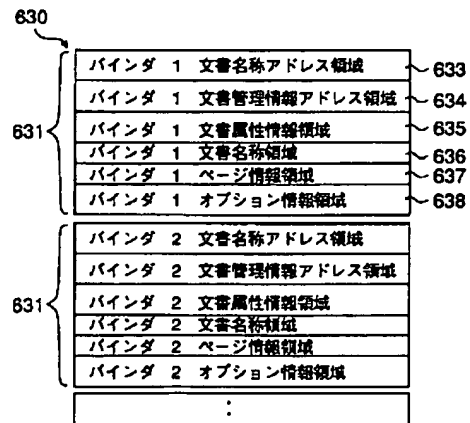 630
バインダ 1 文書名称アドレス領域 633
バインダ 1 文書管理情報アドレス領域 634
631 バインダ 1 文書属性情報領域 635
バインダ 1 文書名称領域 636
バインダ 1 ページ情報領域 637
バインダ 1 オプション情報領域 638
バインダ 2 文書名称アドレス領域
バインダ 2 文書管理情報アドレス領域
631 バインダ 2 文書属性情報領域
バインダ 2 文書名称領域
バインダ 2 ページ情報領域
バインダ 2 オプション情報領域
：